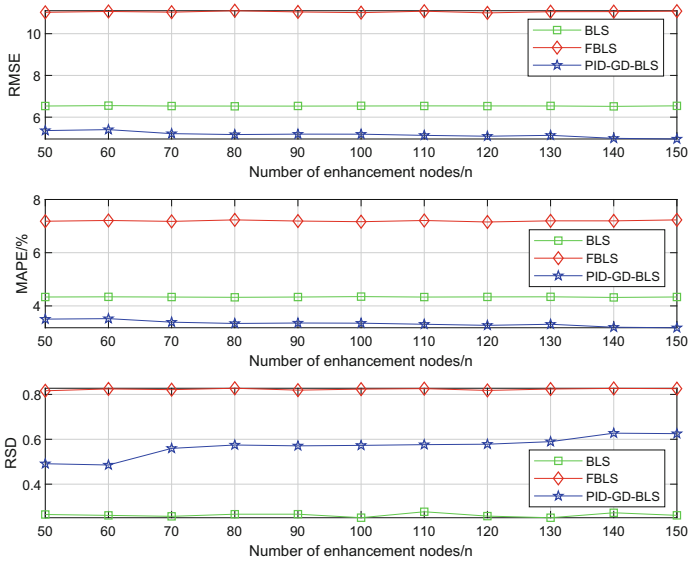 10
8
6
RMSE
BLS
FBLS
PID-GD-BLS
50 60 70 80 90 100 110 120 130 140 150
Number of enhancement nodes/n
8
6
4
MAPE/%
BLS
FBLS
PID-GD-BLS
50 60 70 80 90 100 110 120 130 140 150
Number of enhancement nodes/n
0.8
0.6
0.4
RSD
BLS
FBLS
PID-GD-BLS
50 60 70 80 90 100 110 120 130 140 150
Number of enhancement nodes/n